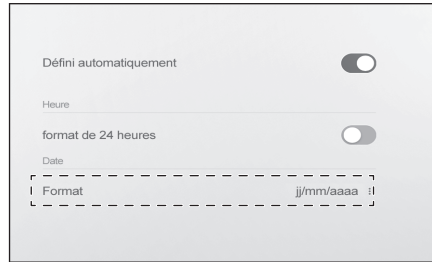 Défini automatiquement
Heure
format de 24 heures
Date
Format jj/mm/aaaa